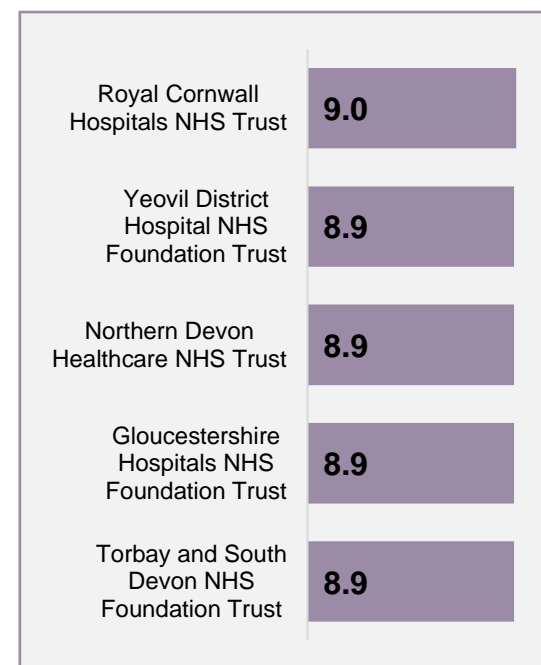 Royal Cornwall
Hospitals NHS Trust
9.0
Yeovil District
Hospital NHS
Foundation Trust
8.9
Northern Devon
Healthcare NHS Trust
8.9
Gloucestershire
Hospitals NHS
Foundation Trust
8.9
Torbay and South
Devon NHS
Foundation Trust
8.9